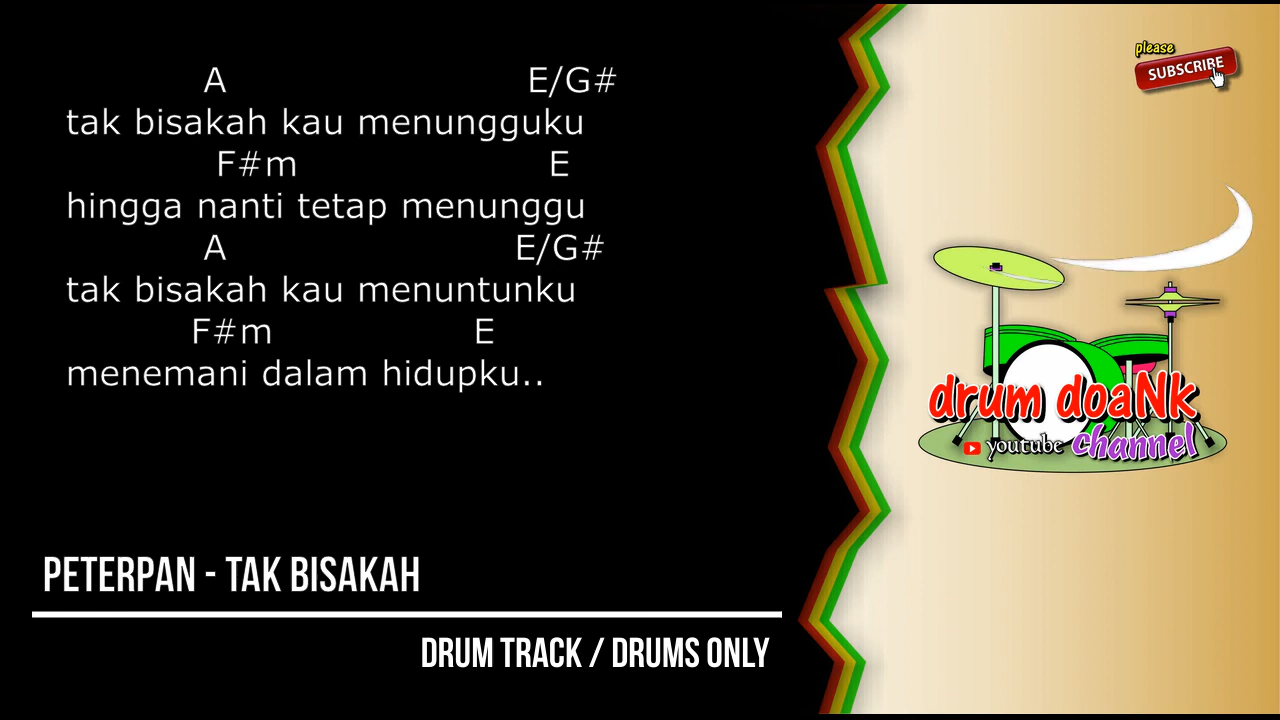 A E/G#
tak bisakah kau menungguku
F#m E
hingga nanti tetap menunggu
A E/G#
tak bisakah kau menuntunku
F#m E
menemani dalam hidupku..
PETERPAN - TAK BISAKAH
DRUM TRACK / DRUMS ONLY
please
SUBSCRIBE
drum doaNk
youtube channel